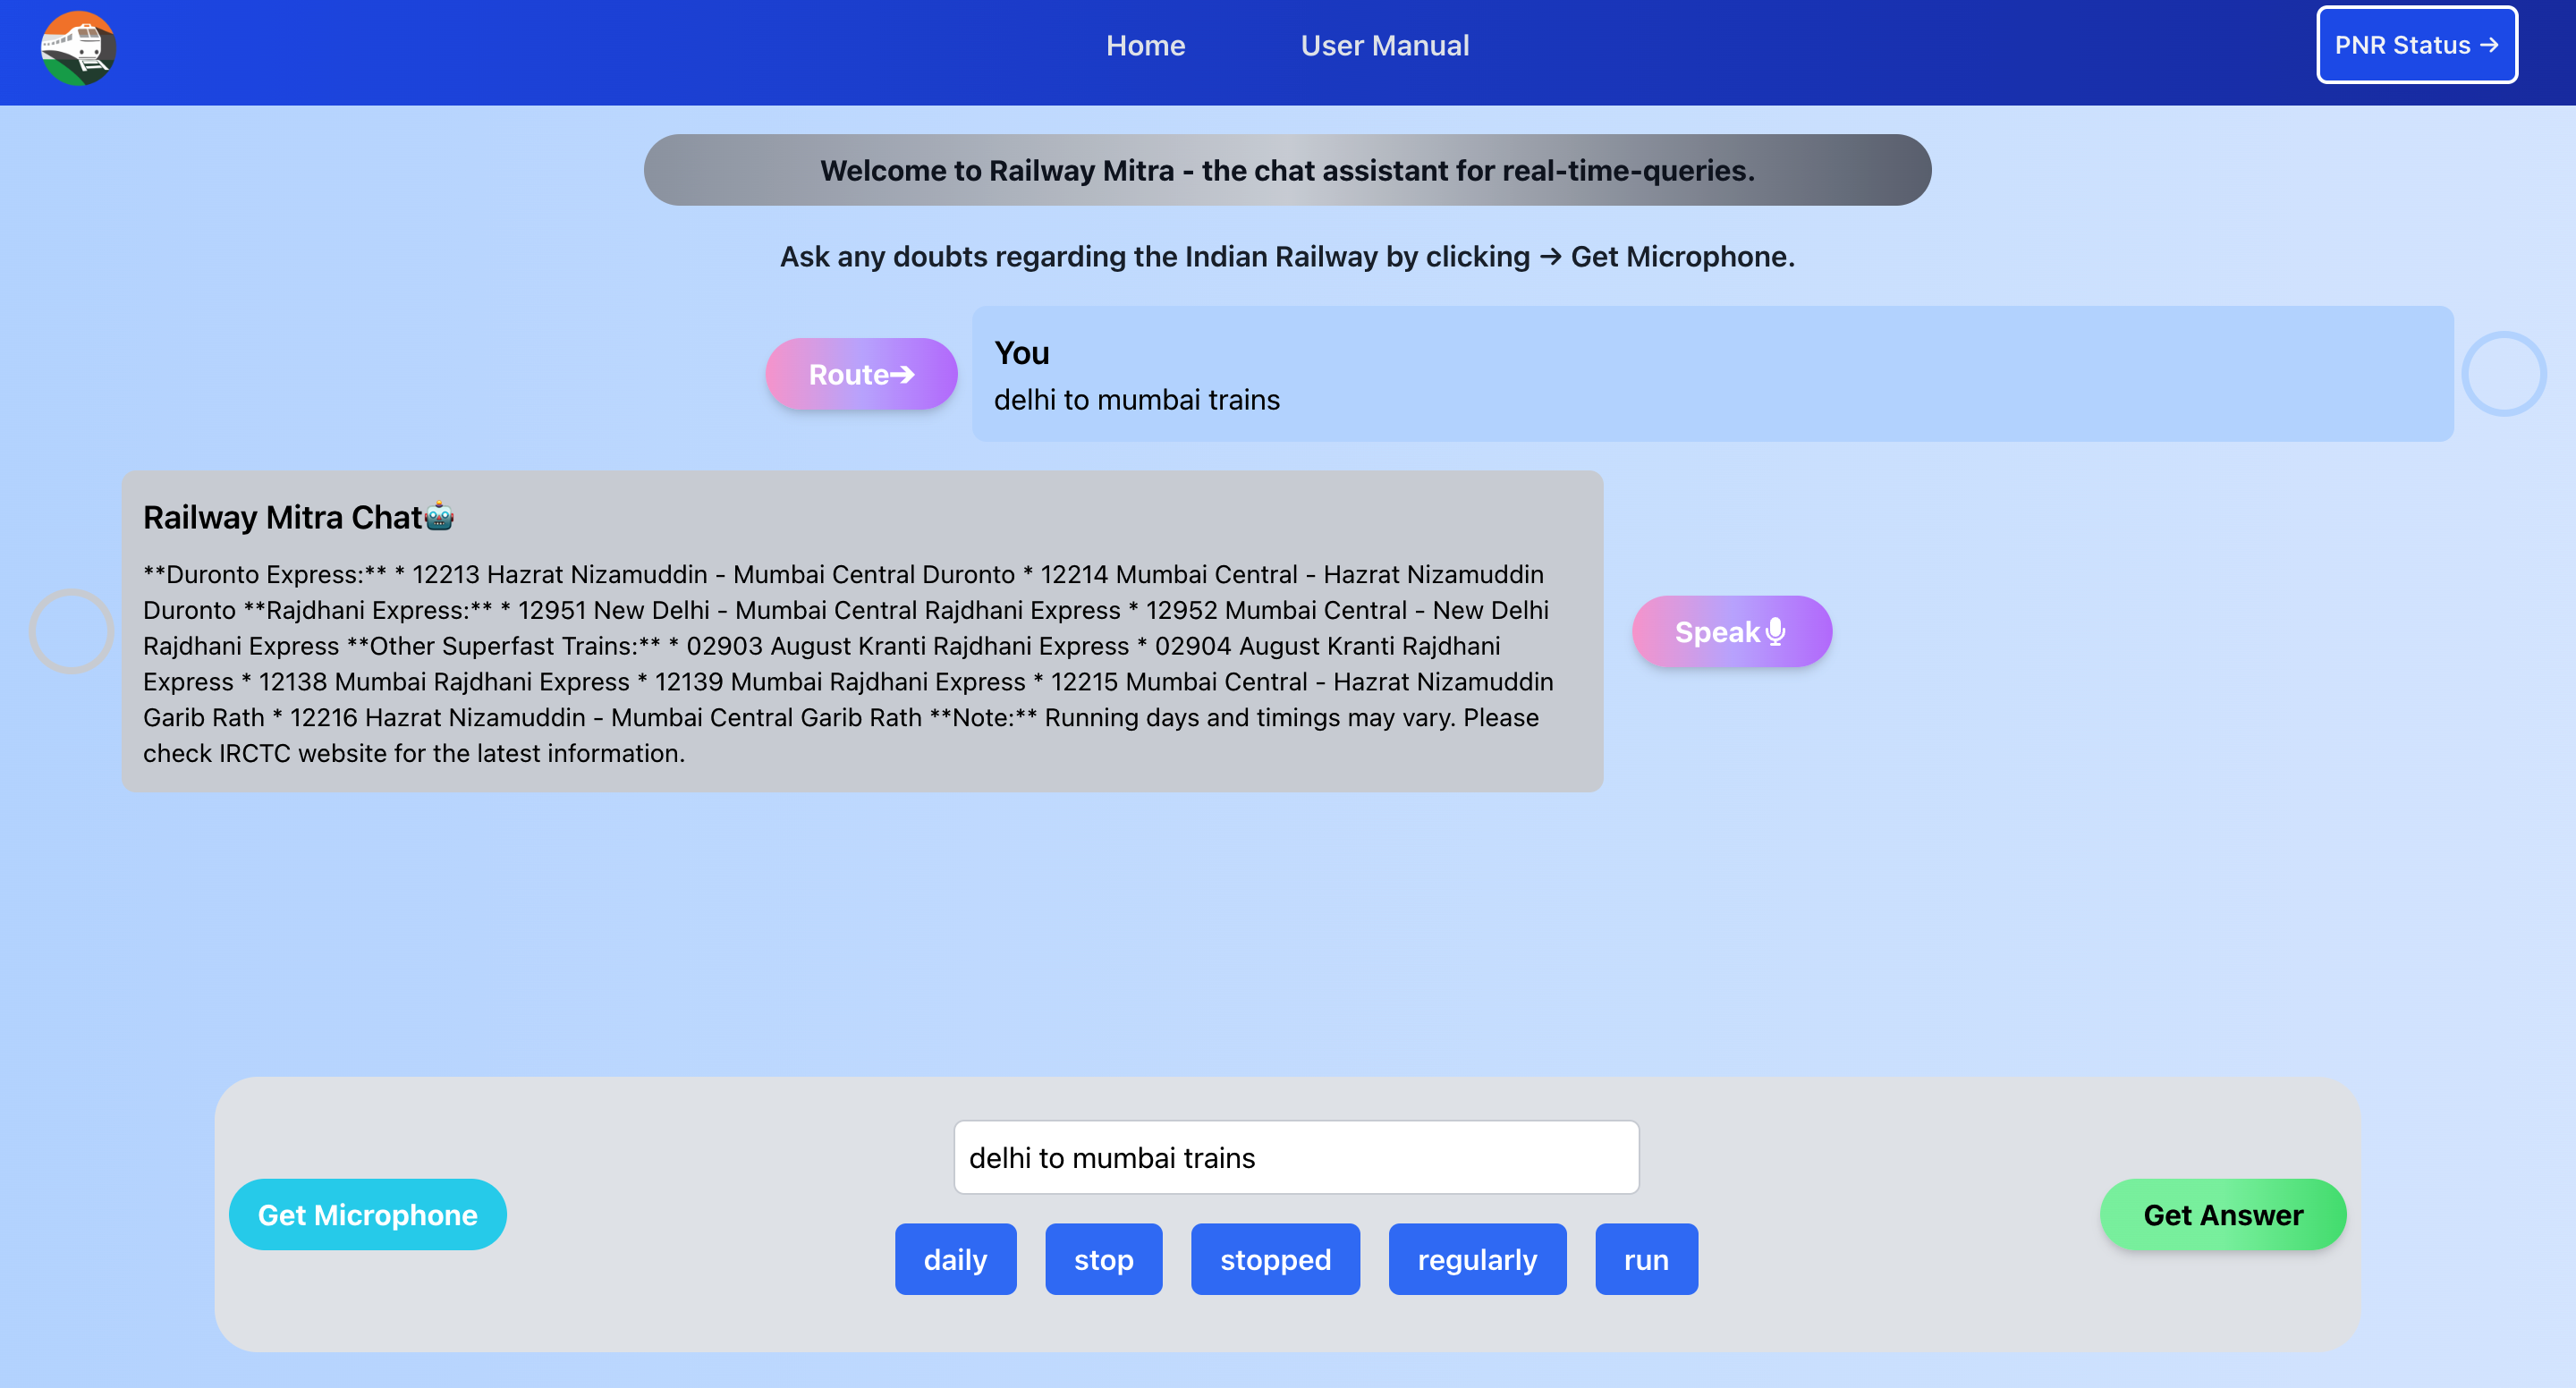 Home
User Manual
PNR Status →
Welcome to Railway Mitra - the chat assistant for real-time-queries.
Ask any doubts regarding the Indian Railway by clicking → Get Microphone.
Route➔
You
delhi to mumbai trains
Railway Mitra Chat🤖
**Duronto Express:** * 12213 Hazrat Nizamuddin - Mumbai Central Duronto * 12214 Mumbai Central - Hazrat Nizamuddin
Duronto **Rajdhani Express:** * 12951 New Delhi - Mumbai Central Rajdhani Express * 12952 Mumbai Central - New Delhi
Rajdhani Express **Other Superfast Trains:** * 02903 August Kranti Rajdhani Express * 02904 August Kranti Rajdhani
Express * 12138 Mumbai Rajdhani Express * 12139 Mumbai Rajdhani Express * 12215 Mumbai Central - Hazrat Nizamuddin
Garib Rath * 12216 Hazrat Nizamuddin - Mumbai Central Garib Rath **Note:** Running days and timings may vary. Please
check IRCTC website for the latest information.
Speak
delhi to mumbai trains
Get Microphone
daily
stop
stopped
regularly
run
Get Answer